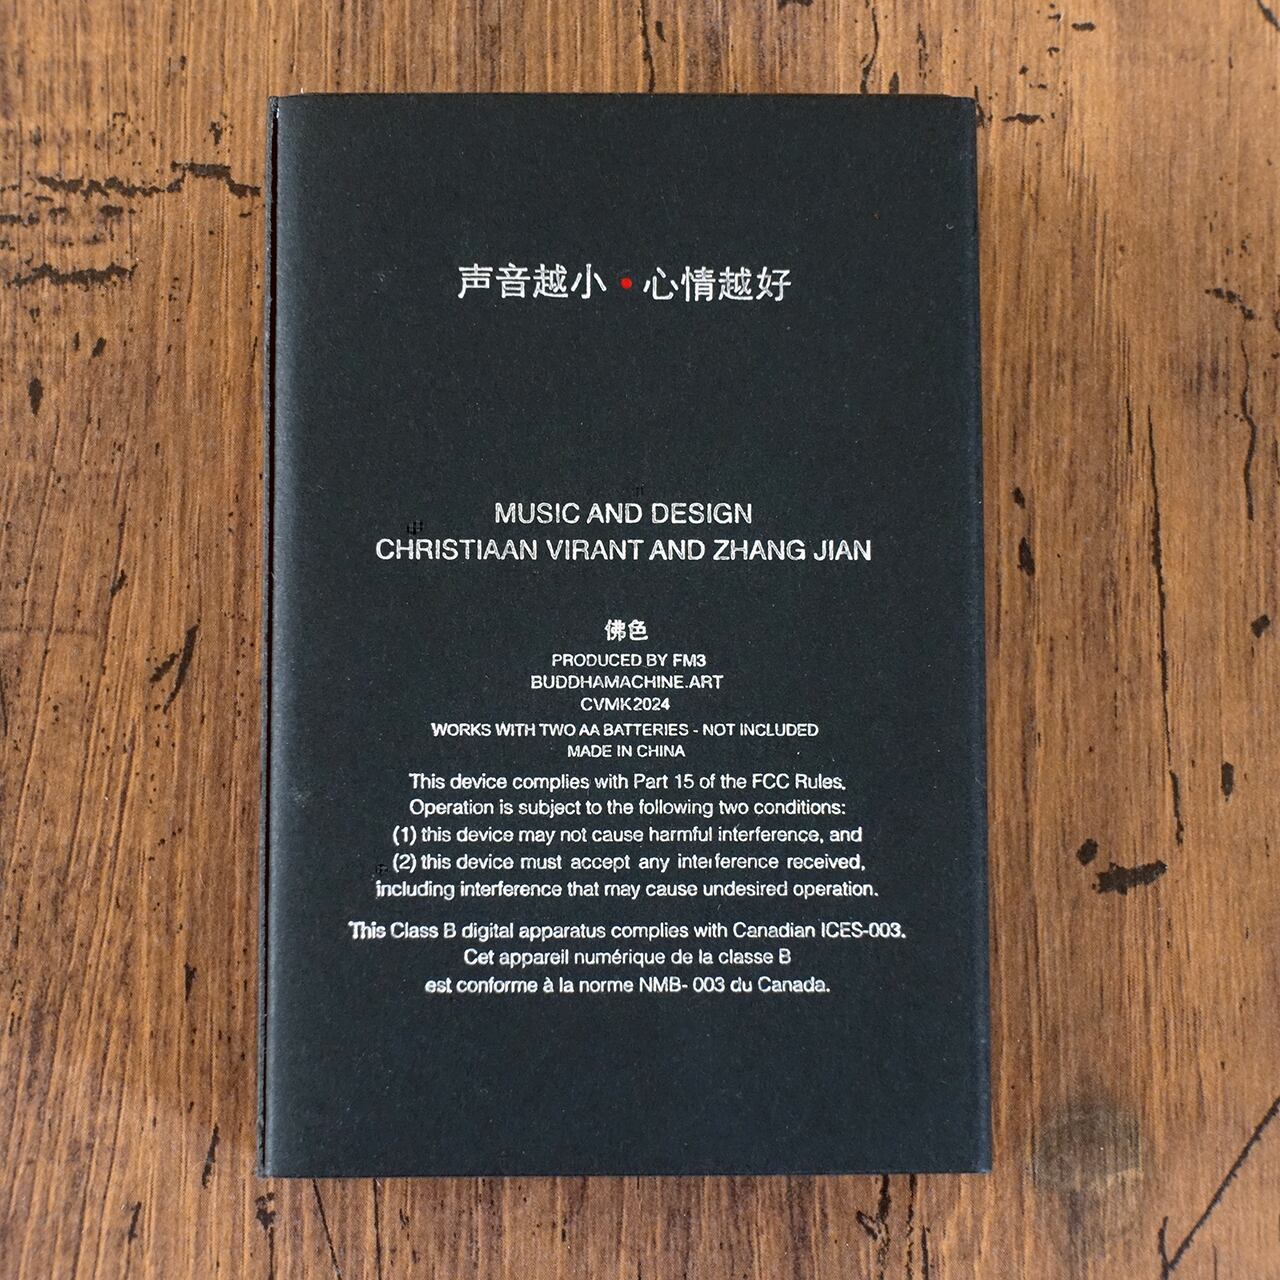 声音越小•心情越好
MUSIC AND DESIGN
CHRISTIAAN VIRANT AND ZHANG JIAN
佛色
PRODUCED BY FM3
BUDDHAMACHINE.ART
CVMK2024
WORKS WITH TWO AA BATTERIES - NOT INCLUDED
MADE IN CHINA
This device complies with Part 15 of the FCC Rules.
Operation is subject to the following two conditions:
(1) this device may not cause harmful interference, and
(2) this device must accept any interference received,
including interference that may cause undesired operation.
This Class B digital apparatus complies with Canadian ICES-003.
Cet appareil numérique de la classe B
est conforme à la norme NMB- 003 du Canada.